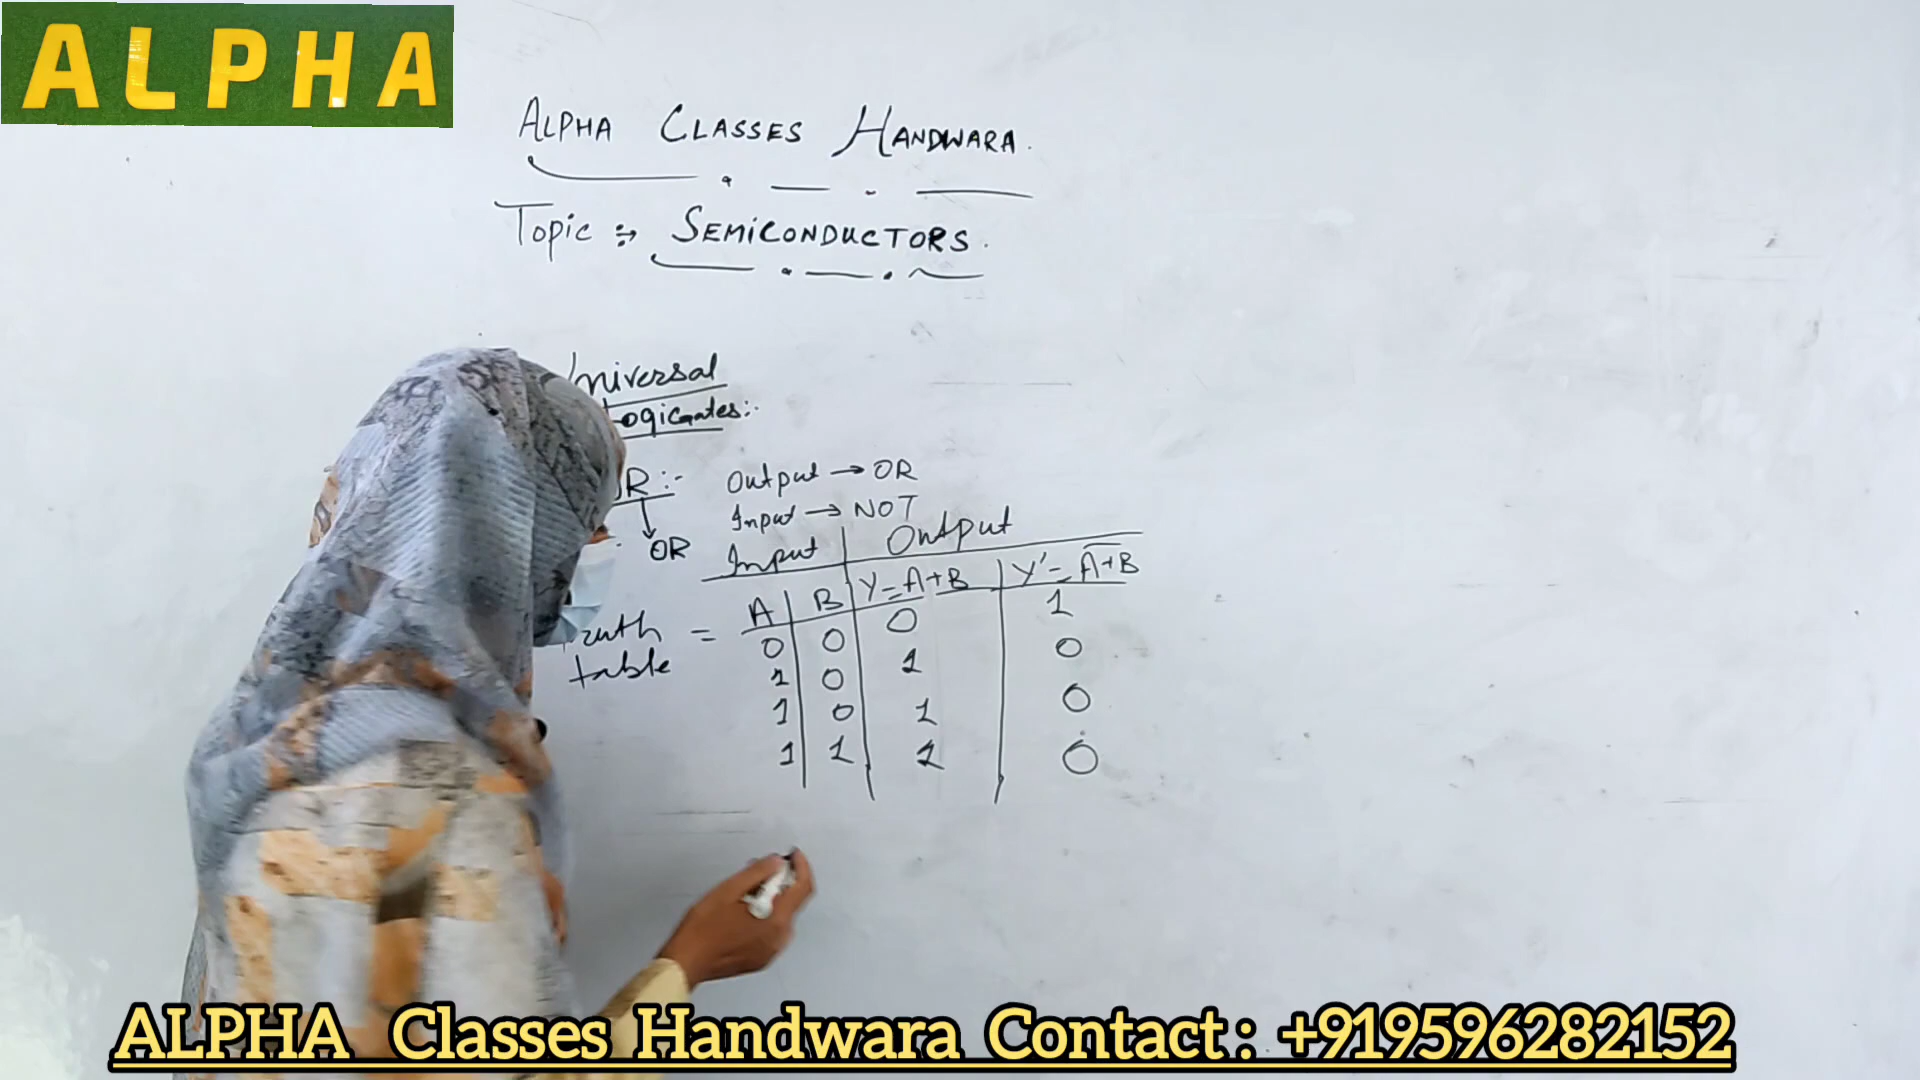 ALPHA
ALPHA CLASSES HANDWARA.
Topic :→ SEMICONDUCTORS.
niversal
ogicGates:-
R :-
OR
Output → OR
Input → NOT
Input Output
A B Y=A+B Y'=\overline{A+B}
table =
0 0 0 1
1 0 1 0
1 0 1 0
1 1 1 0
ALPHA Classes Handwara Contact: +919596282152